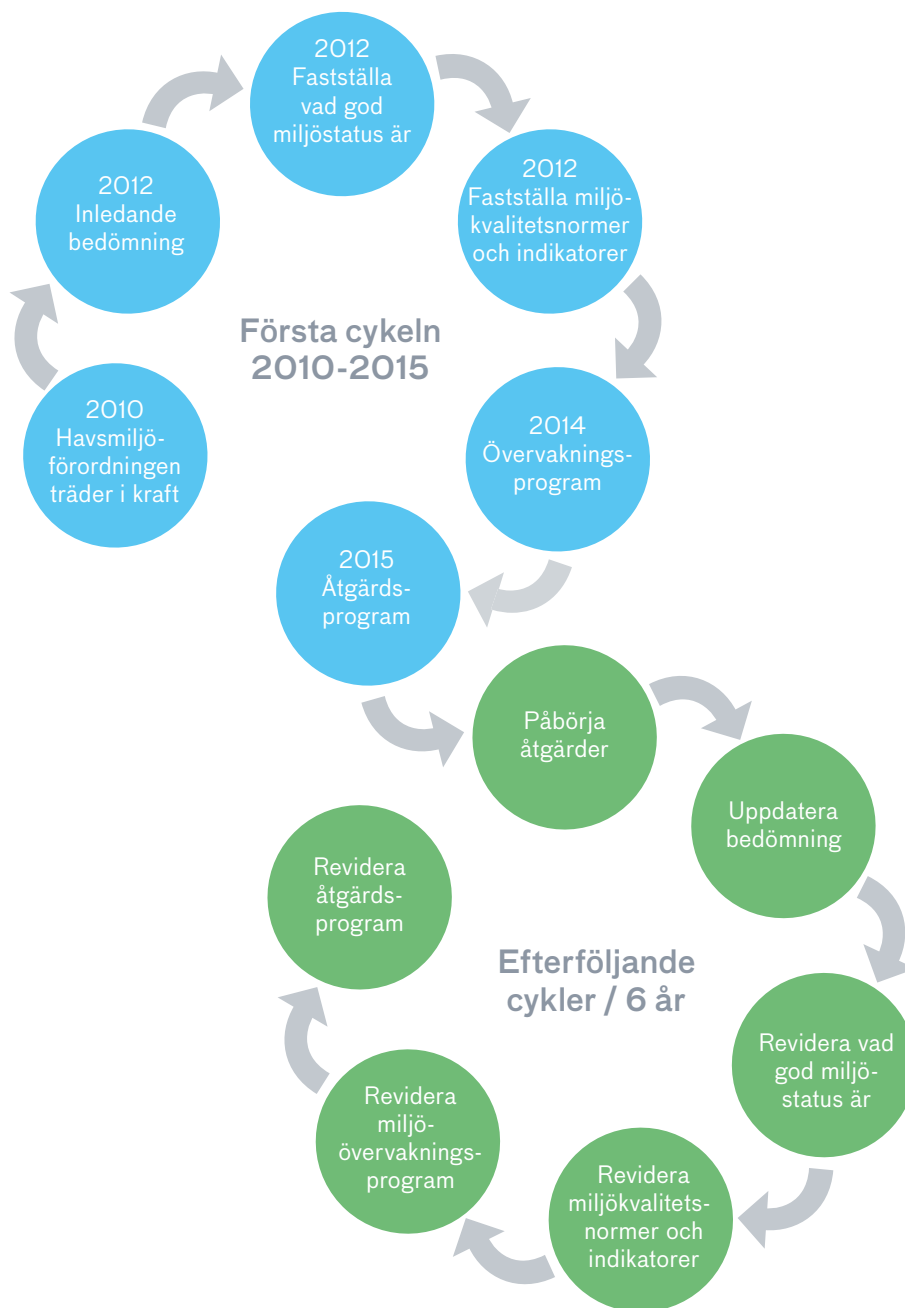 2012
Fastställa
vad god
miljöstatus är
2012
Inledande
bedömning
2012
Fastställa miljö-
kvalitetsnormer
och indikatorer
Första cykeln
2010-2015
2010
Havsmiljö-
förordningen
träder i kraft
2014
Övervaknings-
program
2015
Åtgärds-
program
Påbörja
åtgärder
Uppdatera
bedömning
Revidera
åtgärds-
program
Efterföljande
cykler / 6 år
Revidera vad
god miljö-
status är
Revidera
miljö-
övervaknings-
program
Revidera
miljökvalitets-
normer och
indikatorer